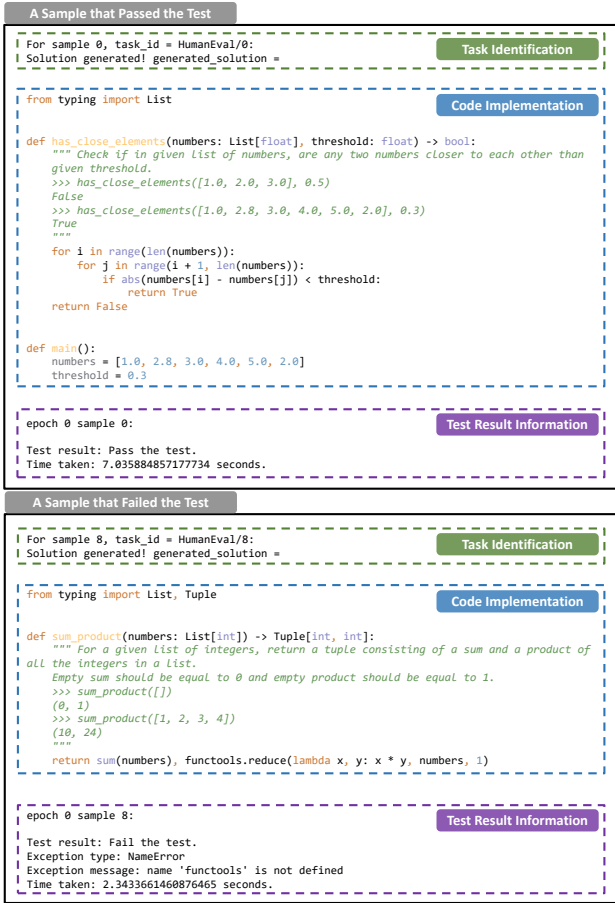 A Sample that Passed the Test
For sample 0, task_id = HumanEval/0:
Solution generated! generated_solution =
Task Identification
from typing import List
Code Implementation
def has_close_elements(numbers: List[float], threshold: float) -> bool:
""" Check if in given list of numbers, are any two numbers closer to each other than
given threshold.
>>> has_close_elements([1.0, 2.0, 3.0], 0.5)
False
>>> has_close_elements([1.0, 2.8, 3.0, 4.0, 5.0, 2.0], 0.3)
True
"""
for i in range(len(numbers)):
for j in range(i + 1, len(numbers)):
if abs(numbers[i] - numbers[j]) < threshold:
return True
return False
def main():
numbers = [1.0, 2.8, 3.0, 4.0, 5.0, 2.0]
threshold = 0.3
epoch 0 sample 0:
Test Result Information
Test result: Pass the test.
Time taken: 7.035884857177734 seconds.
A Sample that Failed the Test
For sample 8, task_id = HumanEval/8:
Solution generated! generated_solution =
Task Identification
from typing import List, Tuple
Code Implementation
def sum_product(numbers: List[int]) -> Tuple[int, int]:
""" For a given list of integers, return a tuple consisting of a sum and a product of
all the integers in a list.
Empty sum should be equal to 0 and empty product should be equal to 1.
>>> sum_product([])
(0, 1)
>>> sum_product([1, 2, 3, 4])
(10, 24)
"""
return sum(numbers), functools.reduce(lambda x, y: x * y, numbers, 1)
epoch 0 sample 8:
Test Result Information
Test result: Fail the test.
Exception type: NameError
Exception message: name 'functools' is not defined
Time taken: 2.3433661460876465 seconds.